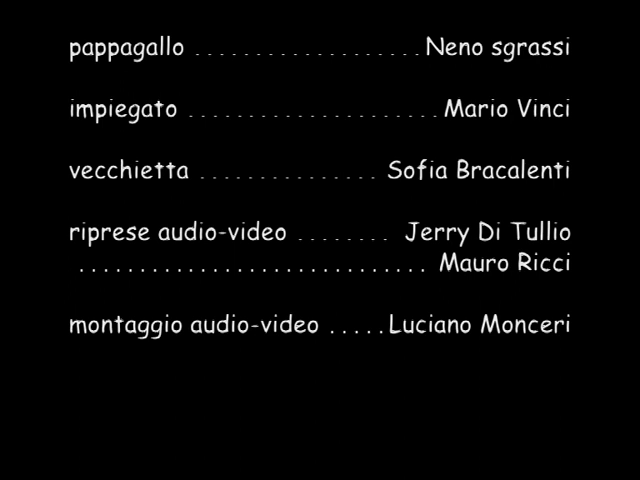 pappagallo ................... Neno sgrassi
impiegato ..................... Mario Vinci
vecchietta ............... Sofia Bracalenti
riprese audio-video ........ Jerry Di Tullio
............................. Mauro Ricci
montaggio audio-video .....Luciano Monceri